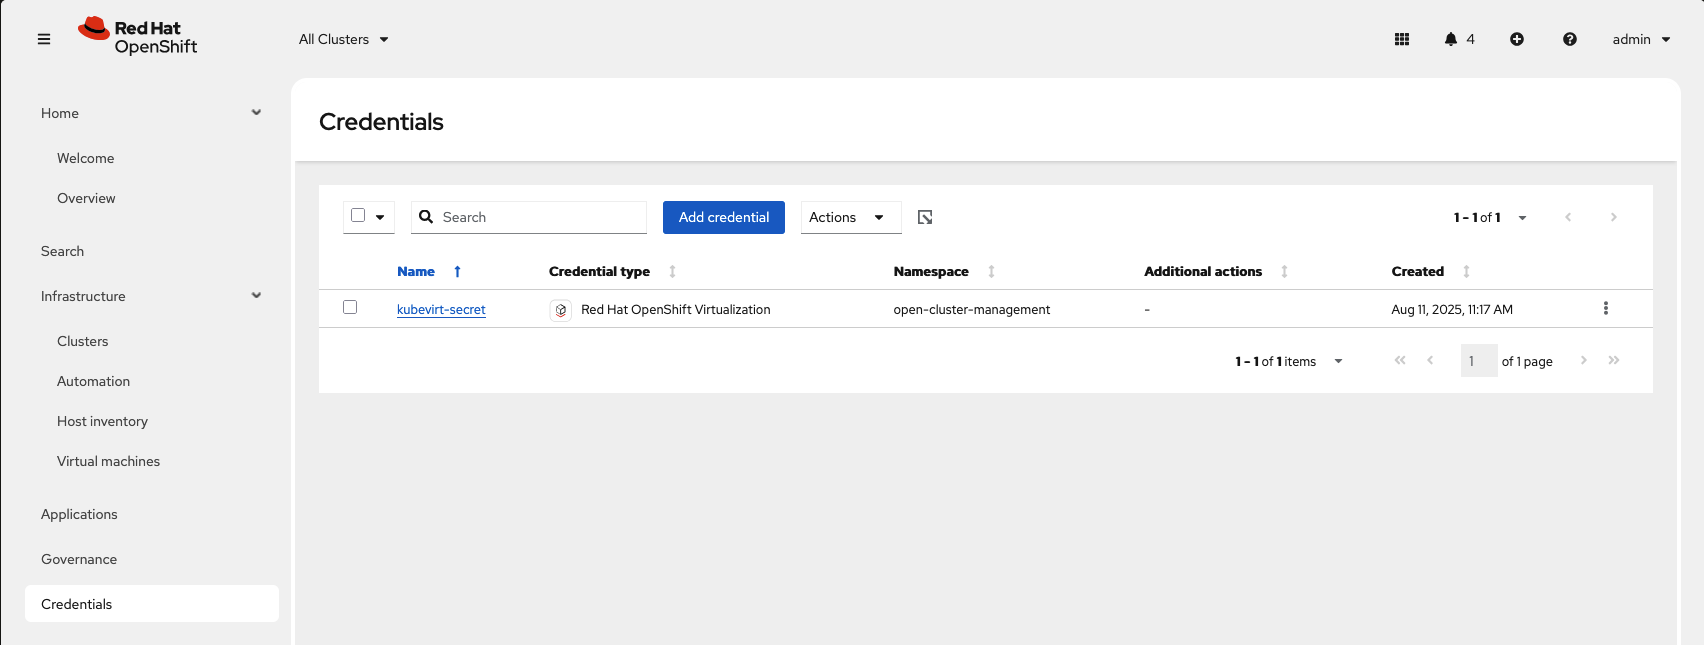 Red Hat
OpenShift
All Clusters
4
admin
Home
Welcome
Overview
Search
Infrastructure
Clusters
Automation
Host inventory
Virtual machines
Applications
Governance
Credentials
Credentials
Search
Add credential
Actions
1 - 1 of 1
Name Credential type Namespace Additional actions Created
kubevirt-secret Red Hat OpenShift Virtualization open-cluster-management - Aug 11, 2025, 11:17 AM
1 - 1 of 1 items 1 of 1 page